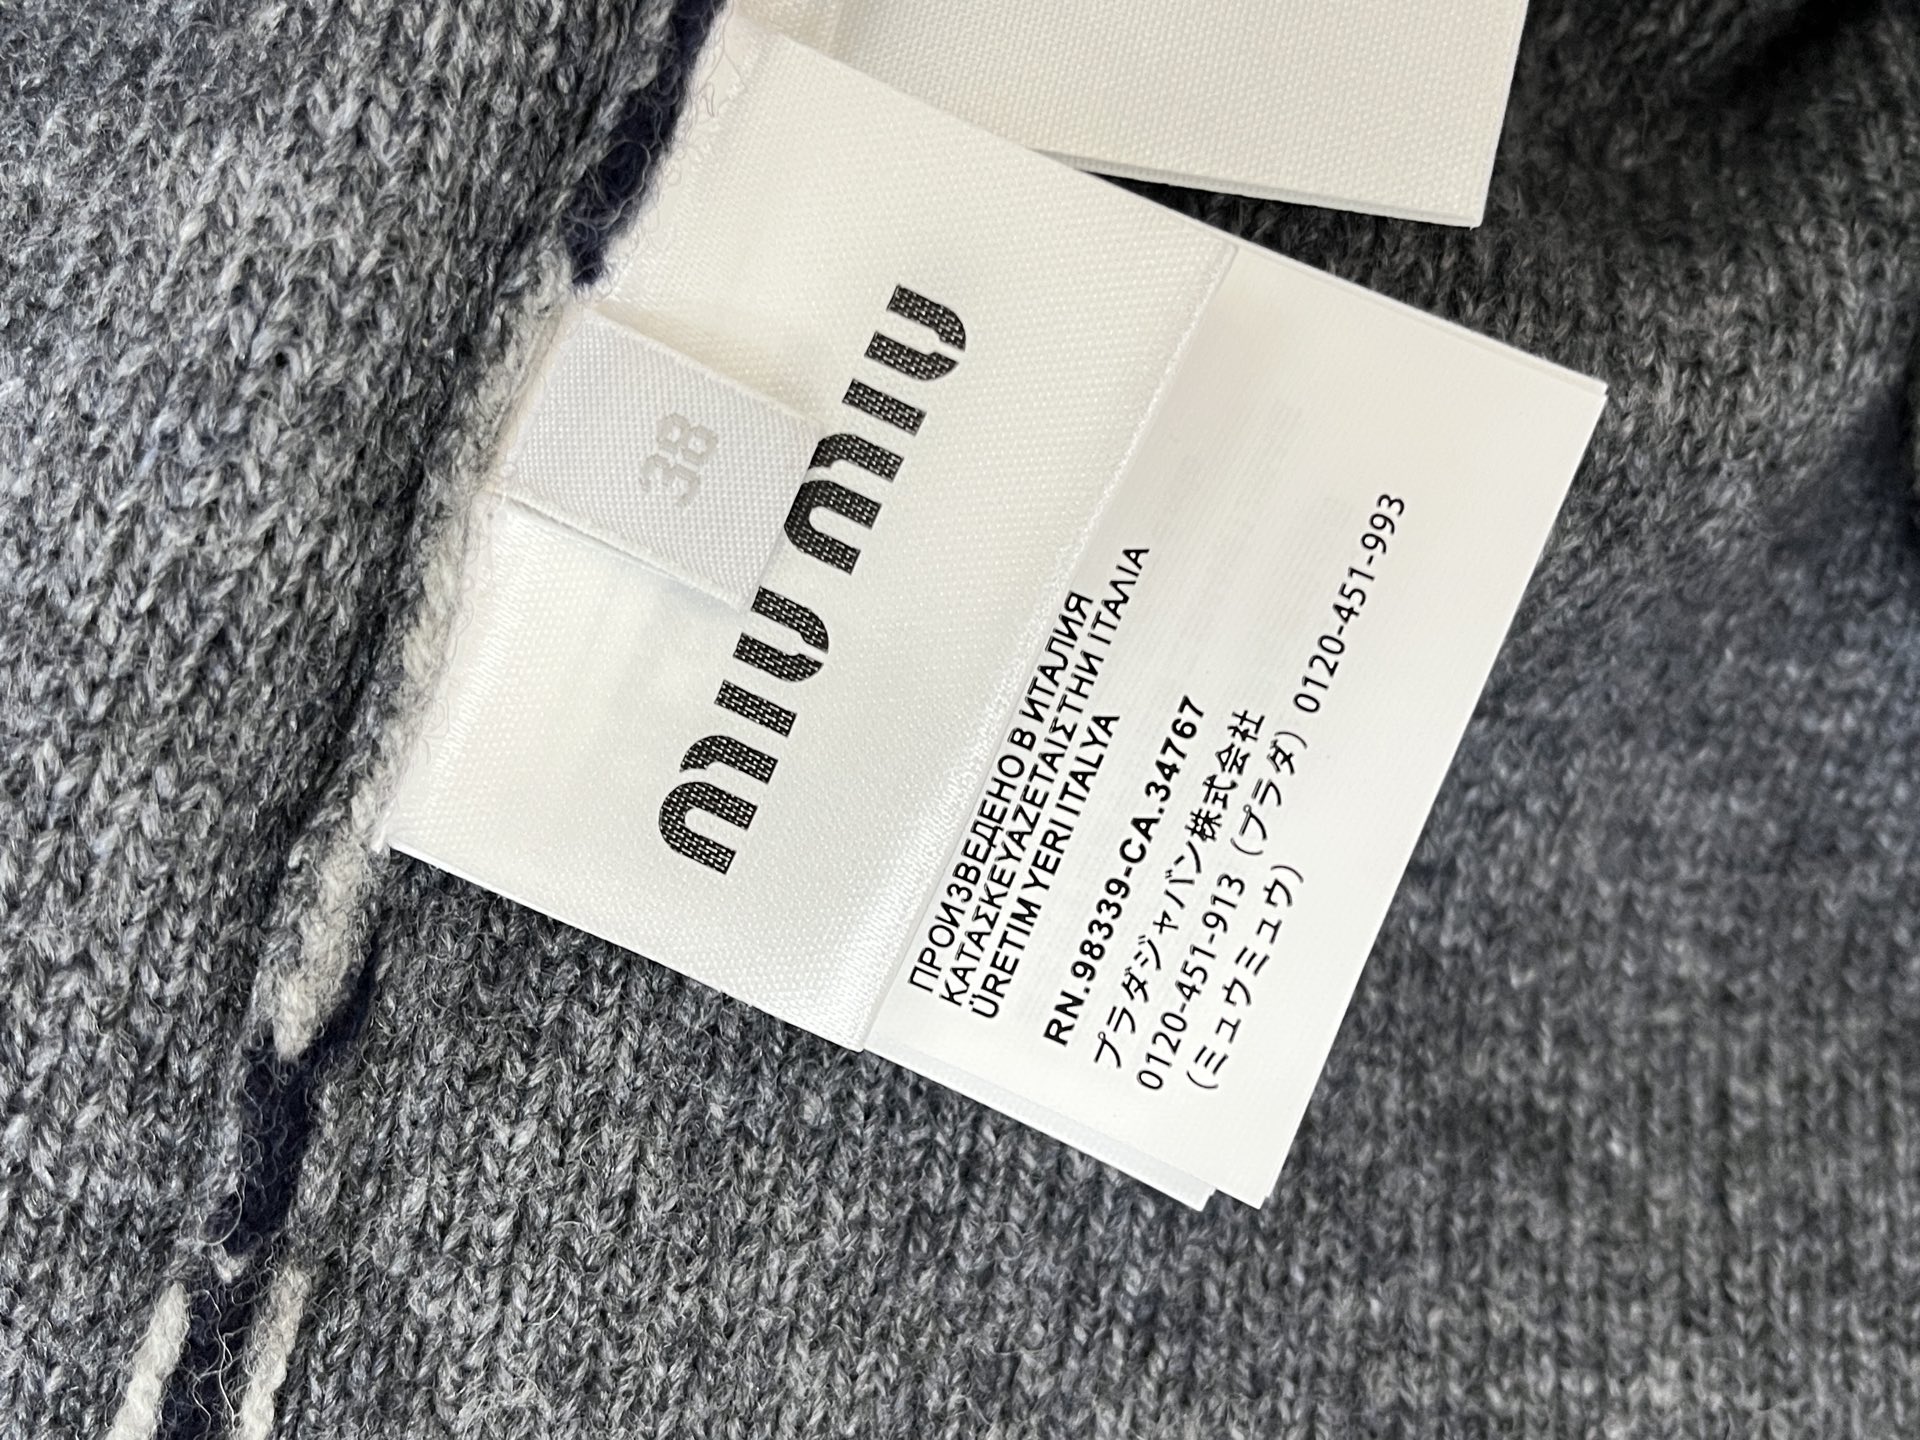 38
miu miu
ПРОИЗВЕДЕНО В ИТАЛИЯ
ΚΑΤΑΣΚΕΥΑΖΕΤΑΙΣΤΗΝ ΙΤΑΛΙΑ
ÜRETIM YERI ITALYA
RN.98339-CA.34767
プラダジャパン株式会社
0120-451-913（プラダ）0120-451-993
（ミュウミュウ）